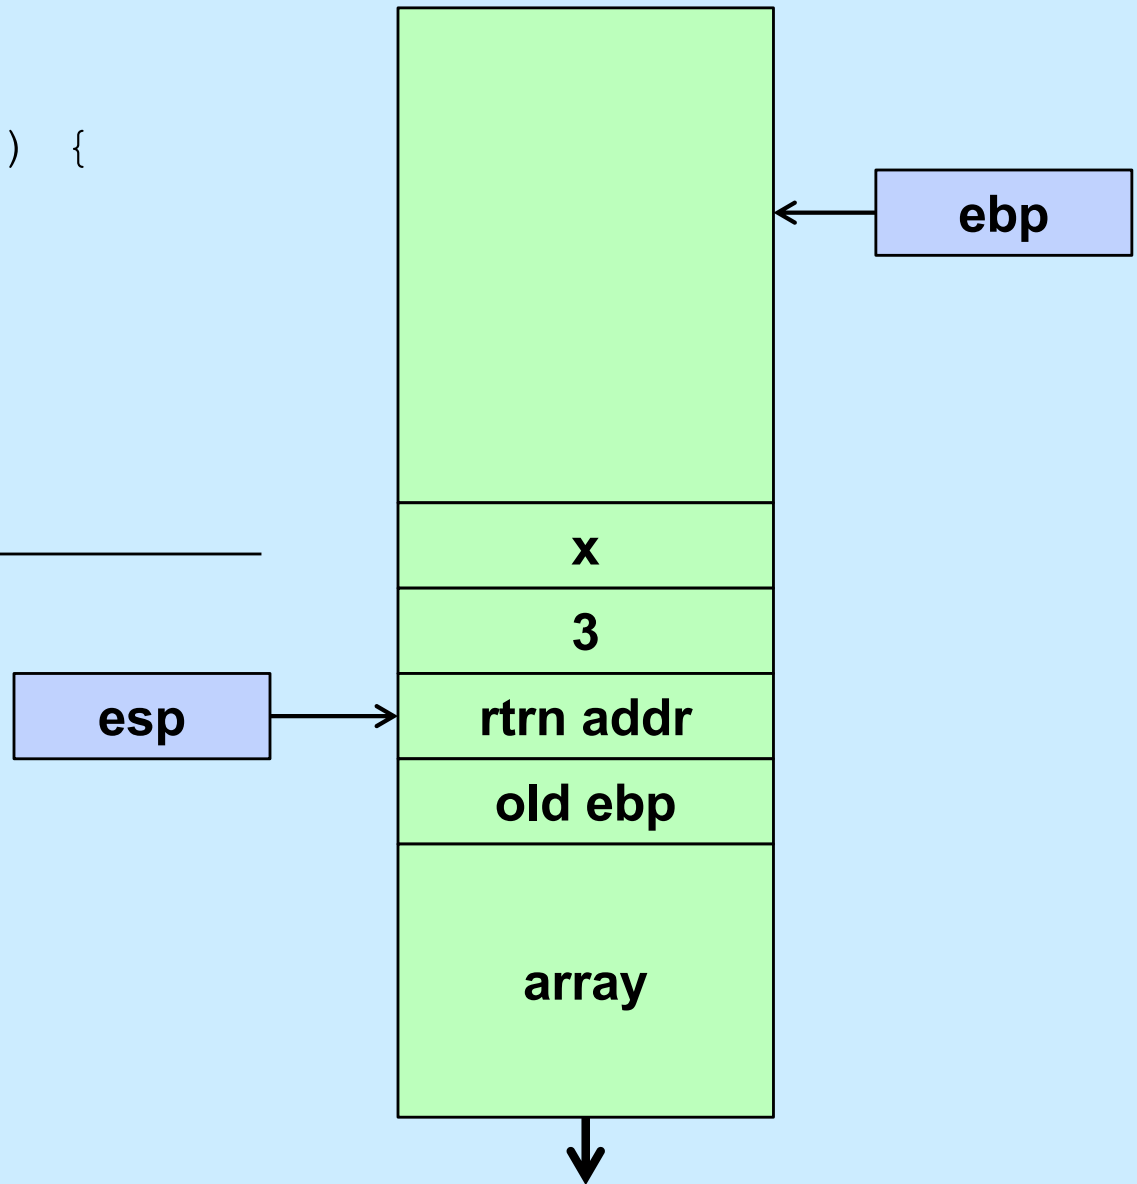 ) {
ebp
x
3
esp
rtrn addr
old ebp
array